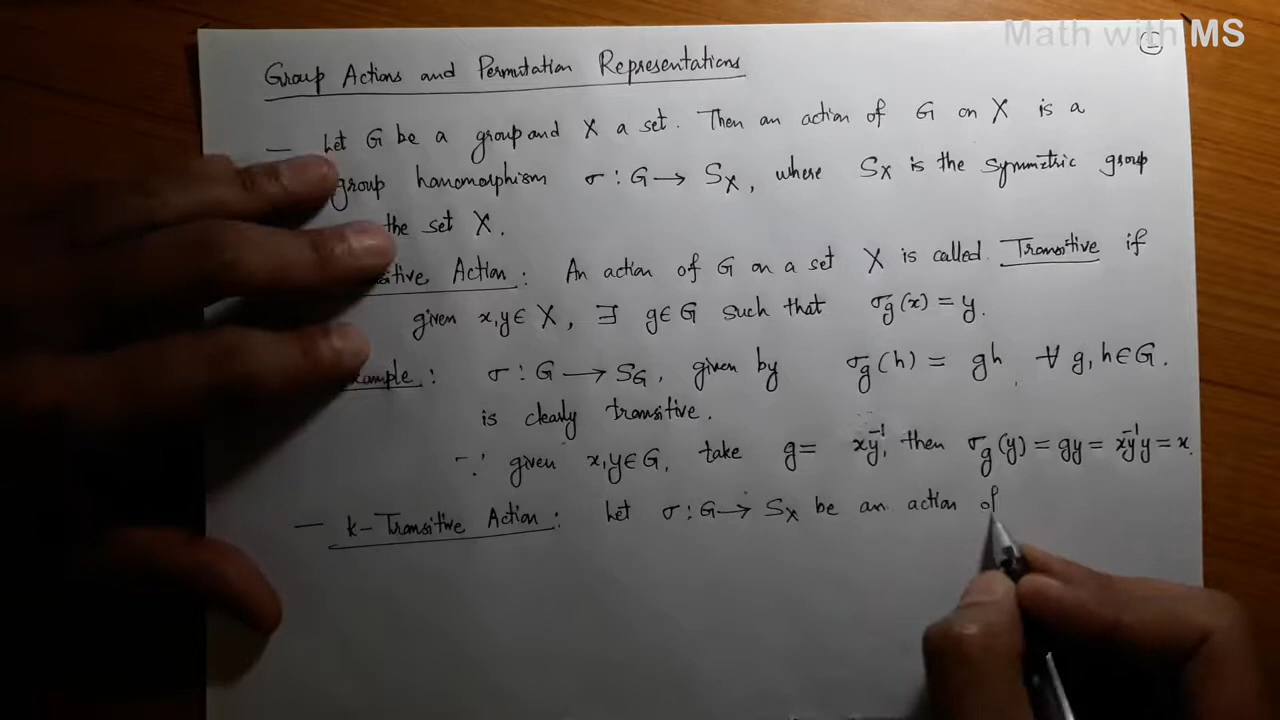 Math with MS
I
Group Actions and Permutation Representations
— Let G be a group and X a set. Then an action of G on X is a
group homomorphism σ : G → S_X, where S_X is the symmetric group
the set X.
Action : An action of G on a set X is called Transitive if
given x,y ∈ X, ∃ g ∈ G such that σ_g(x) = y.
σ : G → S_G, given by σ_g(h) = gh, ∀ g, h ∈ G.
is clearly transitive.
∵ given x,y ∈ G, take g = xy⁻¹, then σ_g(y) = gy = xy⁻¹y = x.
— k-Transitive Action : Let σ : G → S_X be an action of